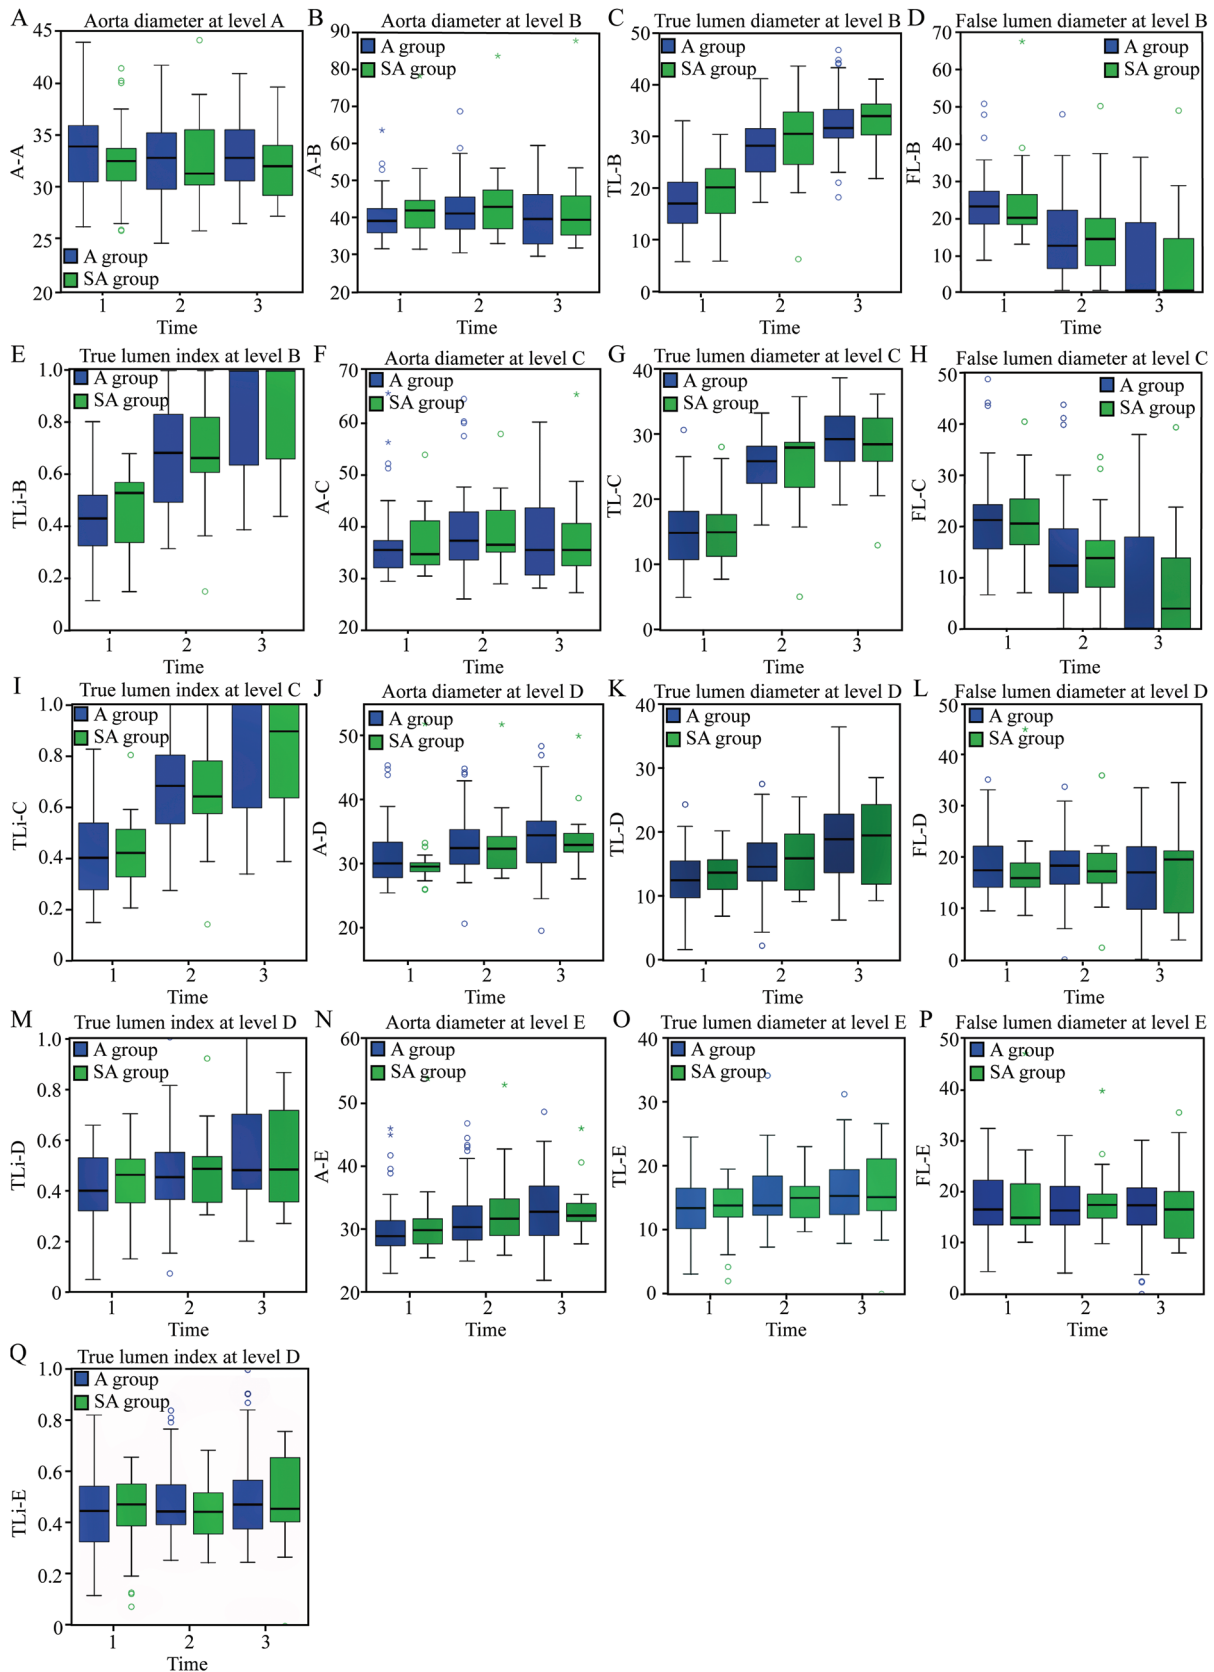 A Aorta diameter at level A
45
40
35
30
25
20
A-A
A group
SA group
1 2 3
Time
B Aorta diameter at level B
90
80
70
60
50
40
30
20
A-B
A group
SA group
1 2 3
Time
C True lumen diameter at level B
50
40
30
20
10
0
TL-B
A group
SA group
1 2 3
Time
D False lumen diameter at level B
70
60
50
40
30
20
10
0
FL-B
A group
SA group
1 2 3
Time
E True lumen index at level B
1.0
0.8
0.6
0.4
0.2
0
TLi-B
A group
SA group
1 2 3
Time
F Aorta diameter at level C
70
60
50
40
30
20
A-C
A group
SA group
1 2 3
Time
G True lumen diameter at level C
40
30
20
10
0
TL-C
A group
SA group
1 2 3
Time
H False lumen diameter at level C
50
40
30
20
10
0
FL-C
A group
SA group
1 2 3
Time
I True lumen index at level C
1.0
0.8
0.6
0.4
0.2
0
TLi-C
A group
SA group
1 2 3
Time
J Aorta diameter at level D
50
40
30
20
A-D
A group
SA group
1 2 3
Time
K True lumen diameter at level D
40
30
20
10
0
TL-D
A group
SA group
1 2 3
Time
L False lumen diameter at level D
50
40
30
20
10
0
FL-D
A group
SA group
1 2 3
Time
M True lumen index at level D
1.0
0.8
0.6
0.4
0.2
0
TLi-D
A group
SA group
1 2 3
Time
N Aorta diameter at level E
60
50
40
30
20
A-E
A group
SA group
1 2 3
Time
O True lumen diameter at level E
40
30
20
10
0
TL-E
A group
SA group
1 2 3
Time
P False lumen diameter at level E
50
40
30
20
10
0
FL-E
A group
SA group
1 2 3
Time
Q True lumen index at level D
1.0
0.8
0.6
0.4
0.2
0
TLi-E
A group
SA group
1 2 3
Time